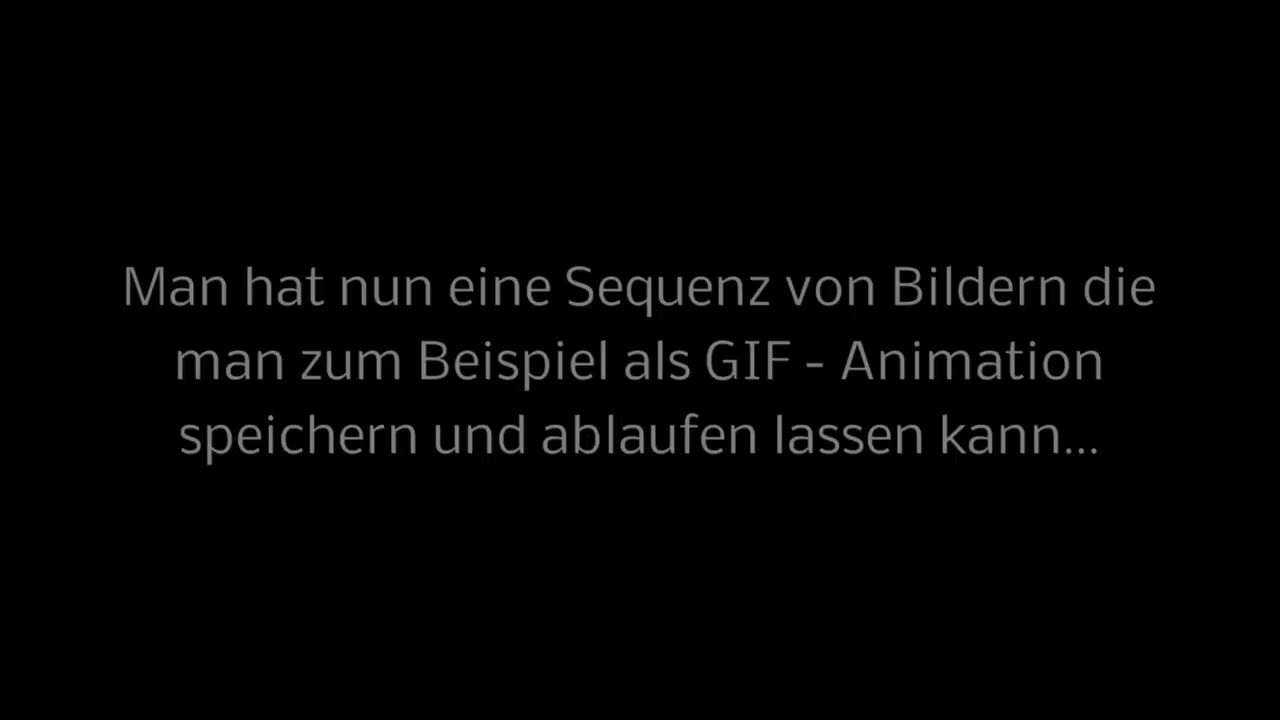 Man hat nun eine Sequenz von Bildern die
man zum Beispiel als GIF - Animation
speichern und ablaufen lassen kann...